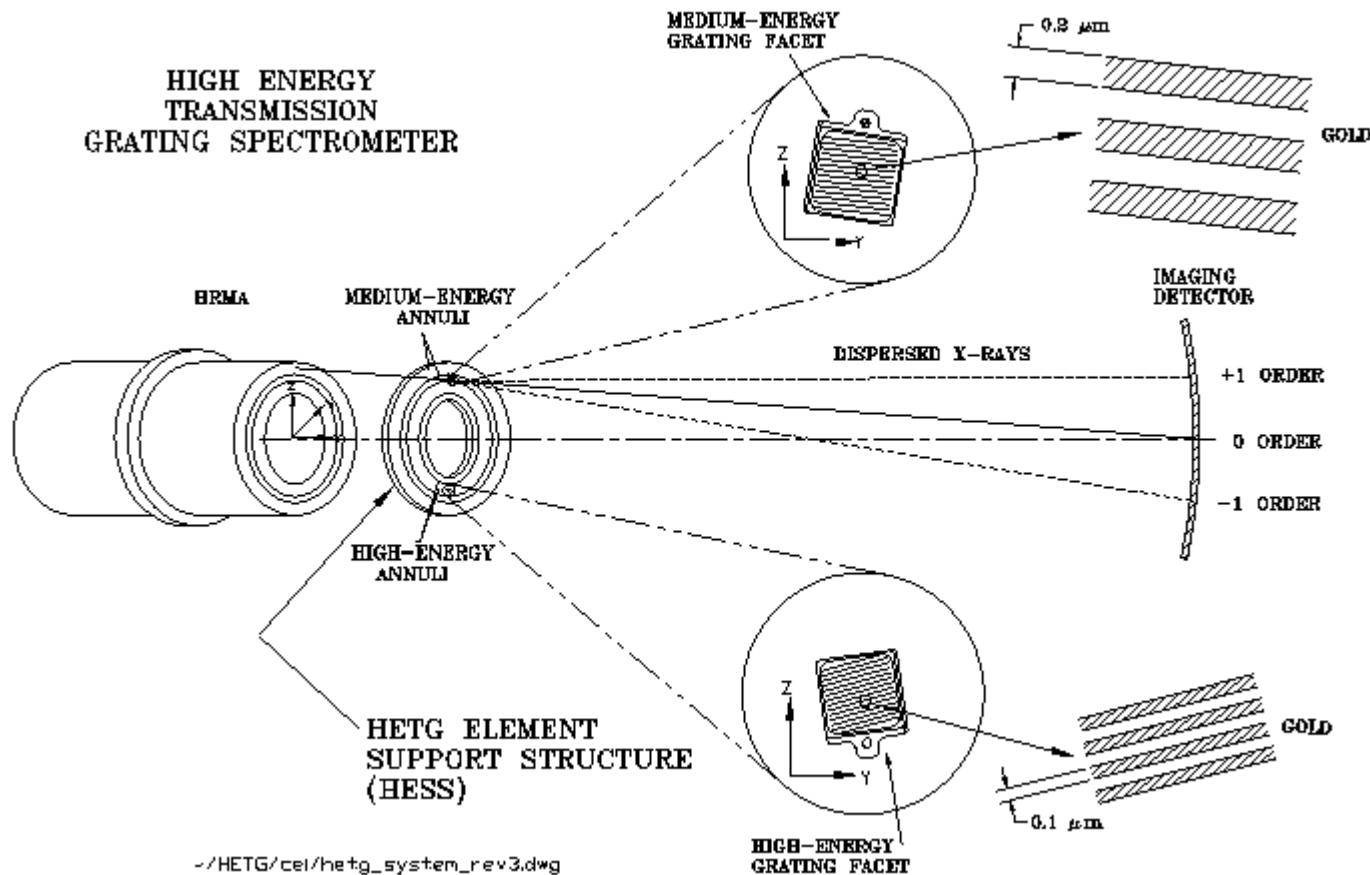 HIGH ENERGY
TRANSMISSION
GRATING SPECTROMETER
MEDIUM-ENERGY
GRATING FACET
0.2 µm
GOLD
Z
Y
HRMA
MEDIUM-ENERGY
ANNULI
IMAGING
DETECTOR
DISPERSED X-RAYS
+1 ORDER
0 ORDER
-1 ORDER
Z
HIGH-ENERGY
ANNULI
HETG ELEMENT
SUPPORT STRUCTURE
(HESS)
Z
Y
GOLD
0.1 µm
HIGH-ENERGY
GRATING FACET
~/HETG/cel/hetg_system_rev3.dwg